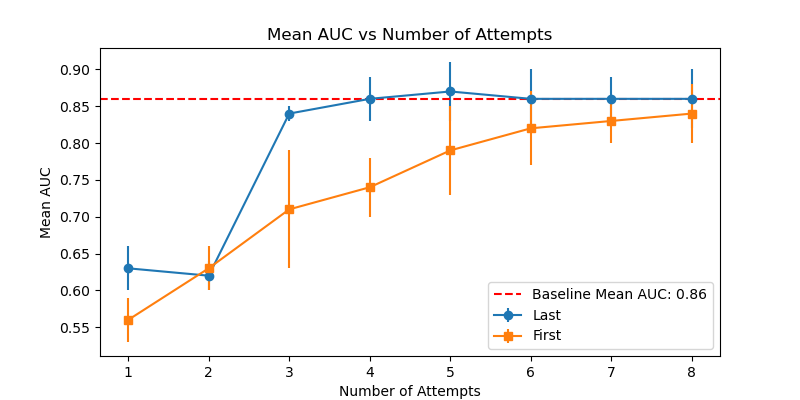 Mean AUC vs Number of Attempts
Mean AUC
0.90
0.85
0.80
0.75
0.70
0.65
0.60
0.55
1 2 3 4 5 6 7 8
Number of Attempts
Baseline Mean AUC: 0.86
Last
First